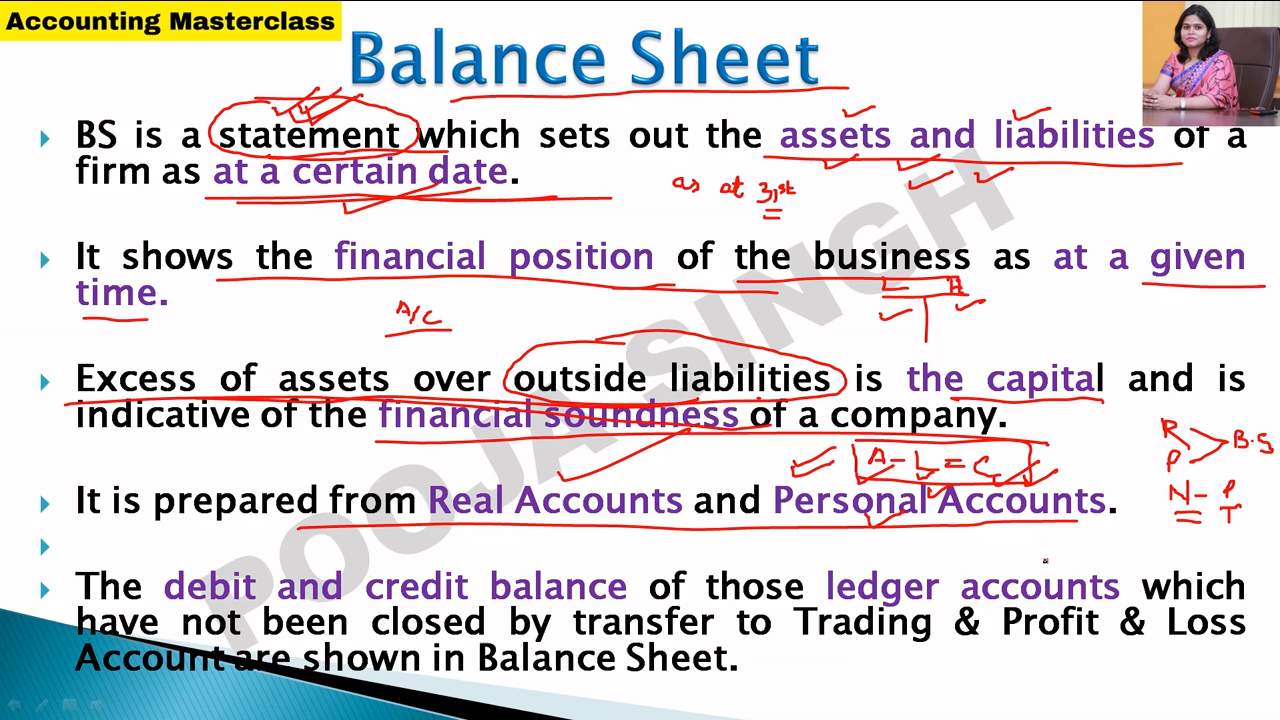 Accounting Masterclass
Balance Sheet
BS is a statement which sets out the assets and liabilities of a
firm as at a certain date.
as at 31st
It shows the financial position of the business as at a given
time.
L A
A/C
Excess of assets over outside liabilities is the capital and is
indicative of the financial soundness of a company.
A - L = C
R
P
B.S
It is prepared from Real Accounts and Personal Accounts.
N - P
T
The debit and credit balance of those ledger accounts which
have not been closed by transfer to Trading & Profit & Loss
Account are shown in Balance Sheet.
POOJA SINGH